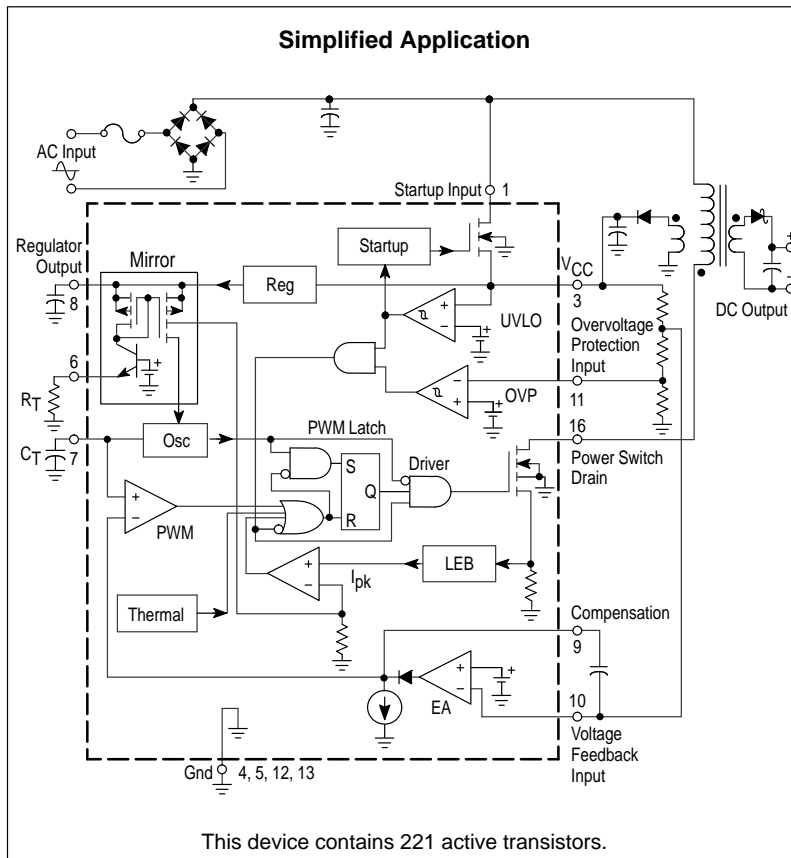 Simplified Application
AC Input
Startup Input
1
Regulator
Output
8
Mirror
Startup
Reg
VCC
3
UVLO
DC Output
+
−
Overvoltage
Protection
Input
11
6
RT
OVP
16
Power Switch
Drain
CT
7
Osc
PWM Latch
S
Q
R
Driver
+
−
PWM
+
−
Ipk
LEB
Thermal
Compensation
9
+
−
EA
10
Voltage
Feedback
Input
Gnd
4, 5, 12, 13
This device contains 221 active transistors.